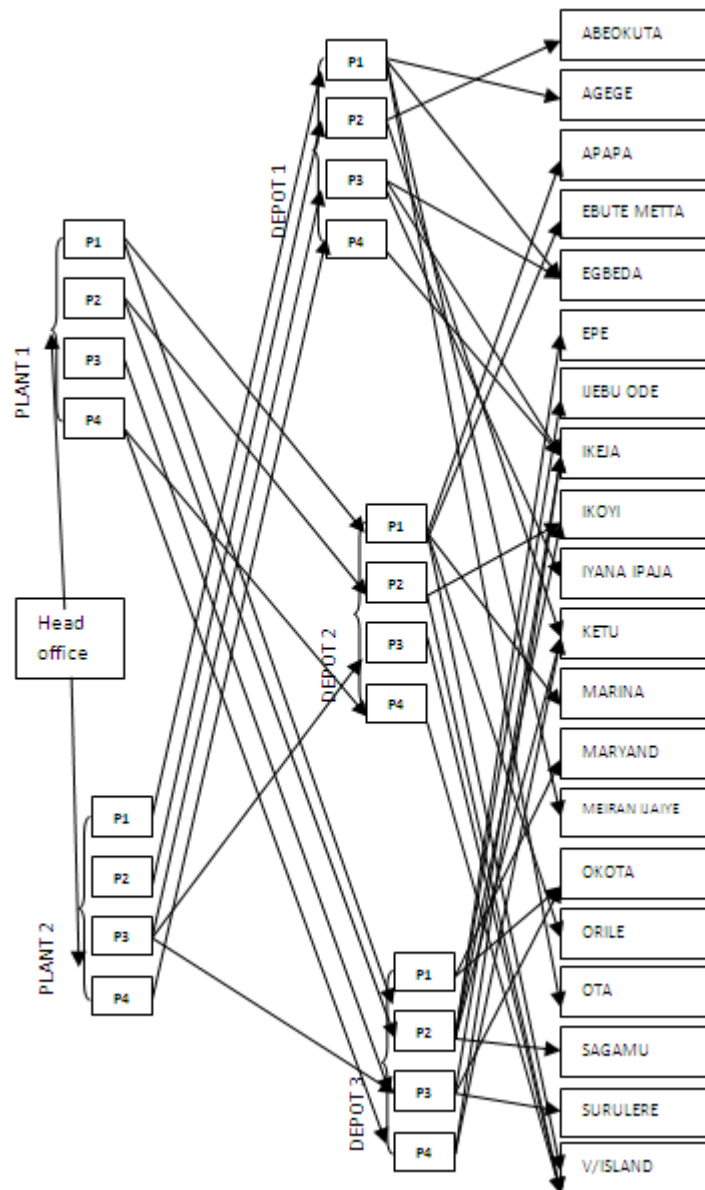 P1
P2
P3
P4
DEPOT 1
P1
P2
P3
P4
PLANT 1
Head
office
P1
P2
P3
P4
DEPOT 2
P1
P2
P3
P4
PLANT 2
P1
P2
P3
P4
DEPOT 3
ABEOKUTA
AGEGE
APAPA
EBUTE METTA
EGBEDA
EPE
IJEBU ODE
IKEJA
IKOYI
IYANA IPAJA
KETU
MARINA
MARYAND
MEIRAN IJAIYE
OKOTA
ORILE
OTA
SAGAMU
SURULERE
V/ISLAND